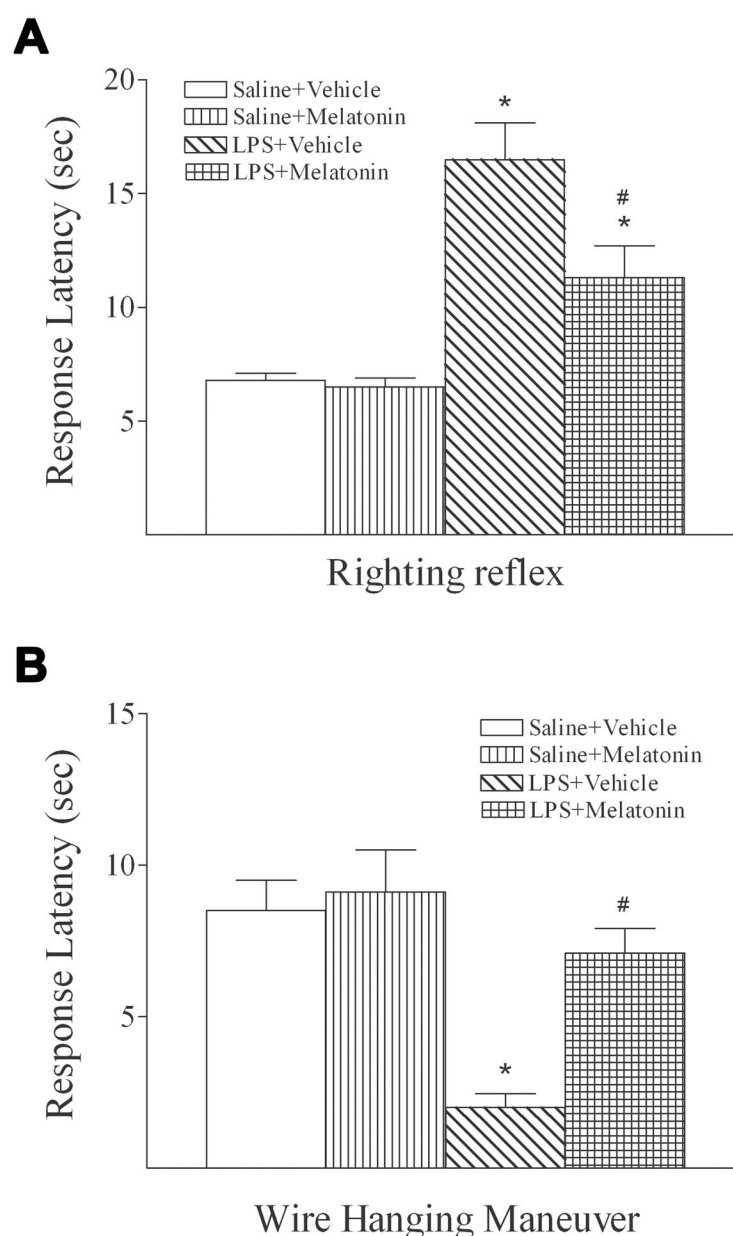 A
20
15
10
5
Response Latency (sec)
Saline+Vehicle
Saline+Melatonin
LPS+Vehicle
LPS+Melatonin
*
#
*
Righting reflex
B
15
10
5
Response Latency (sec)
Saline+Vehicle
Saline+Melatonin
LPS+Vehicle
LPS+Melatonin
*
#
Wire Hanging Maneuver